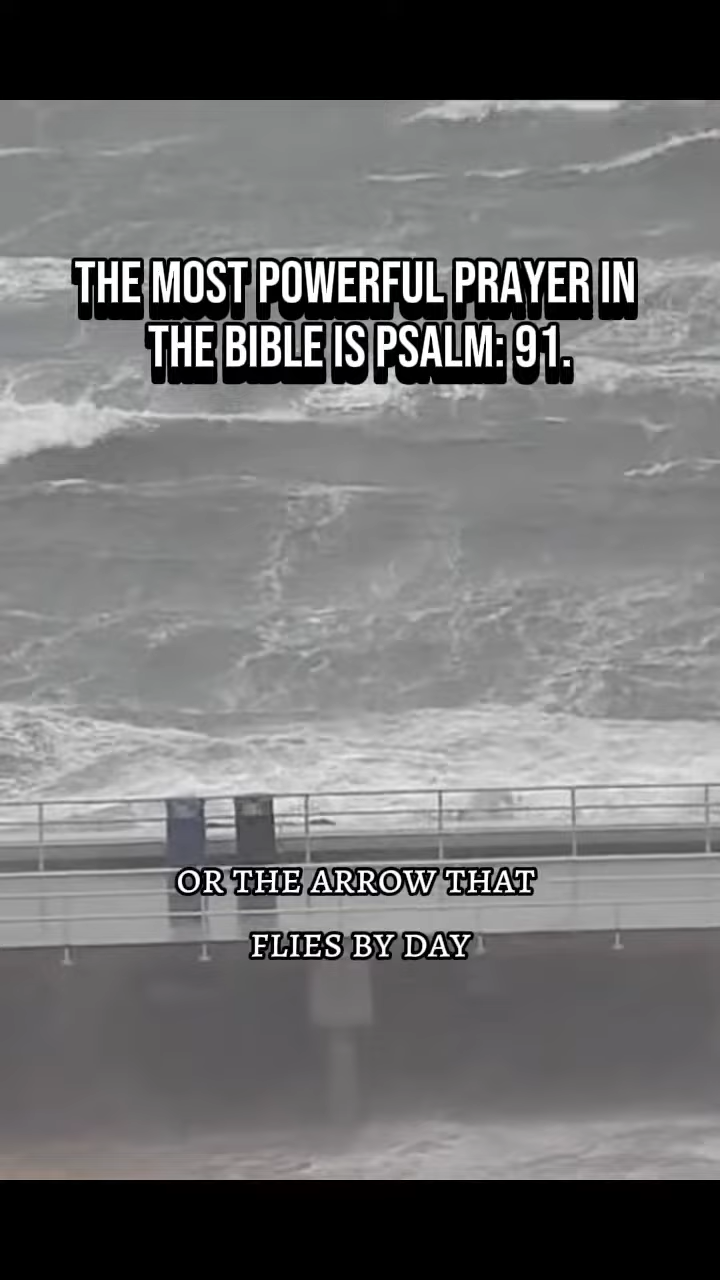 THE MOST POWERFUL PRAYER IN
THE BIBLE IS PSALM: 91.
OR THE ARROW THAT
FLIES BY DAY